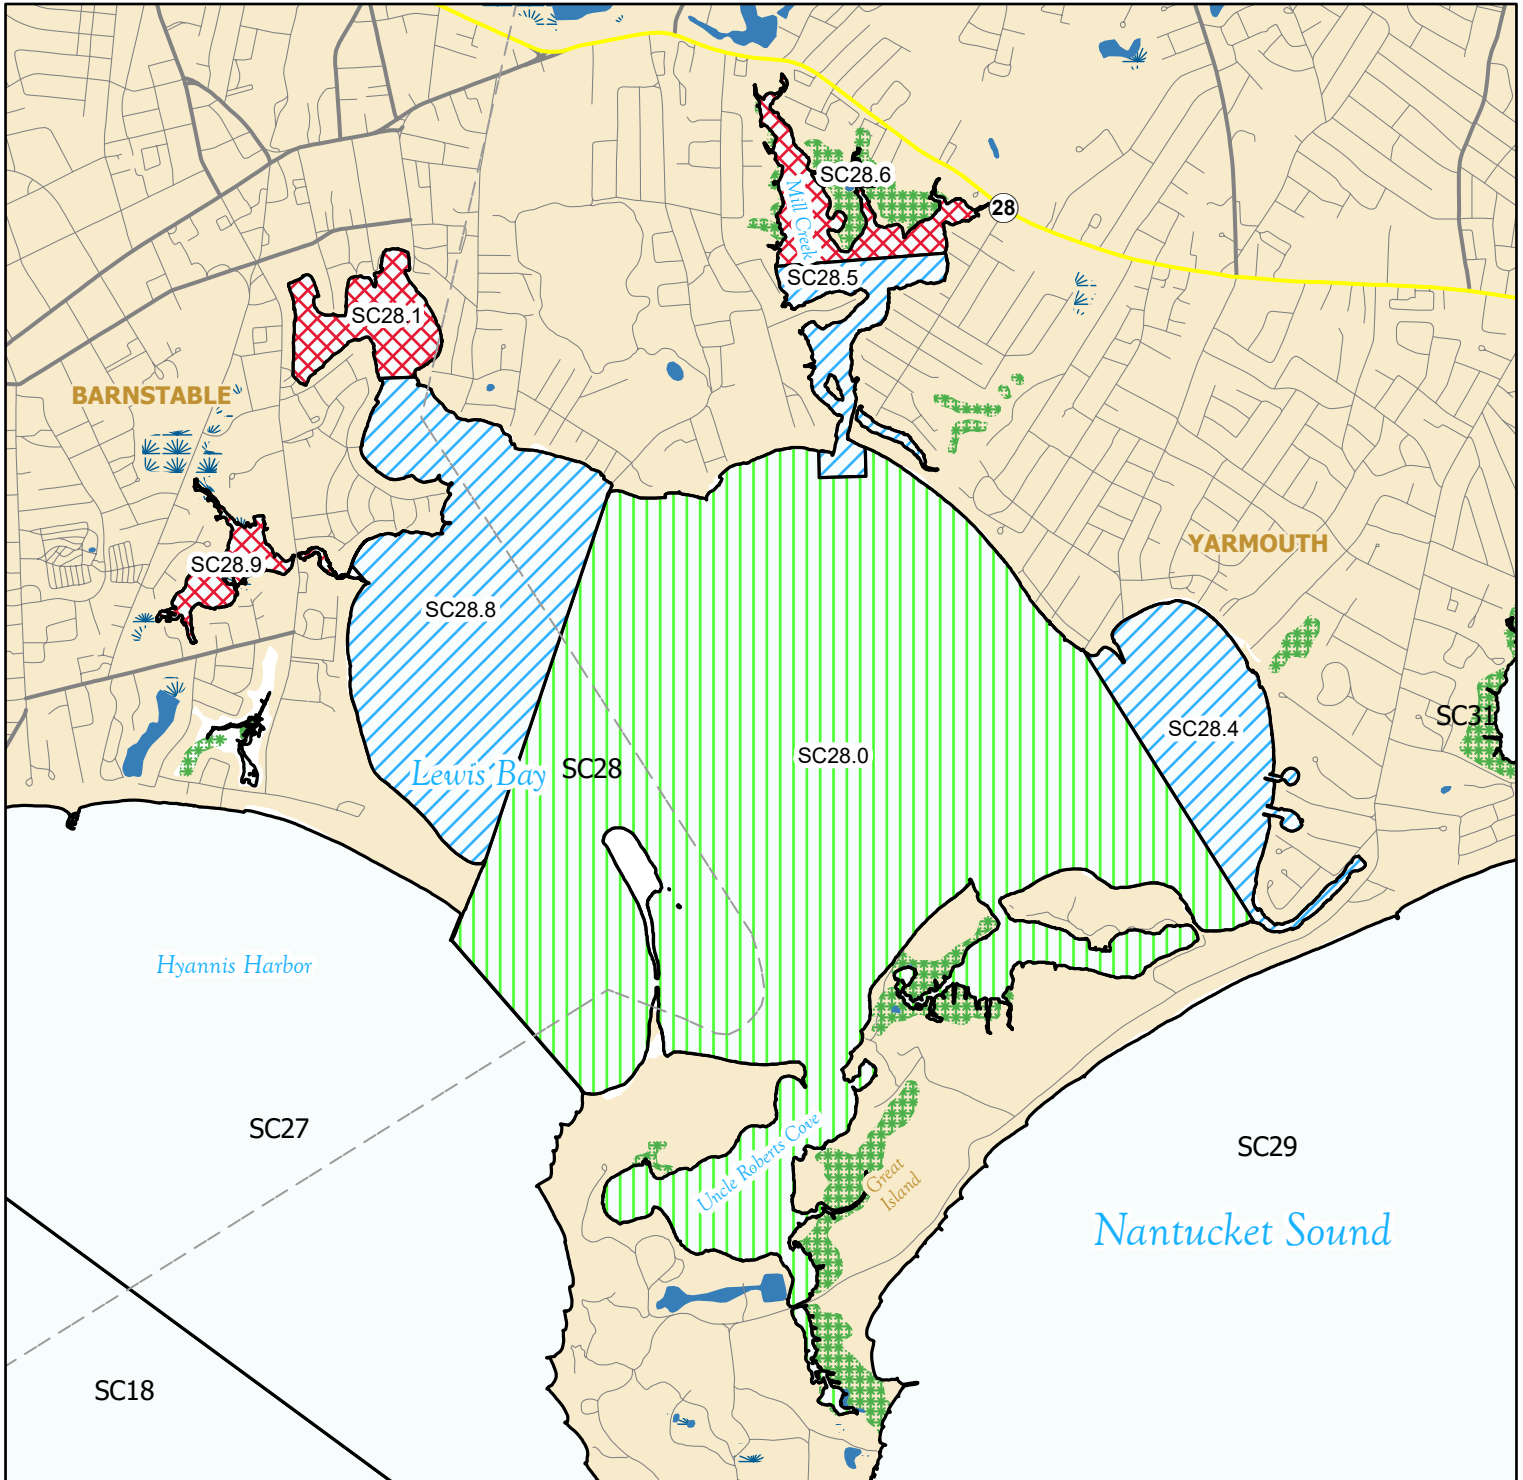 SC28.6
28
Mill Creek
SC28.5
SC28.1
BARNSTABLE
YARMOUTH
SC28.9
SC28.8
SC31
SC28.4
SC28.0
Lewis Bay
SC28
Hyannis Harbor
SC27
Uncle Roberts Cove
SC29
Great
Island
Nantucket Sound
SC18